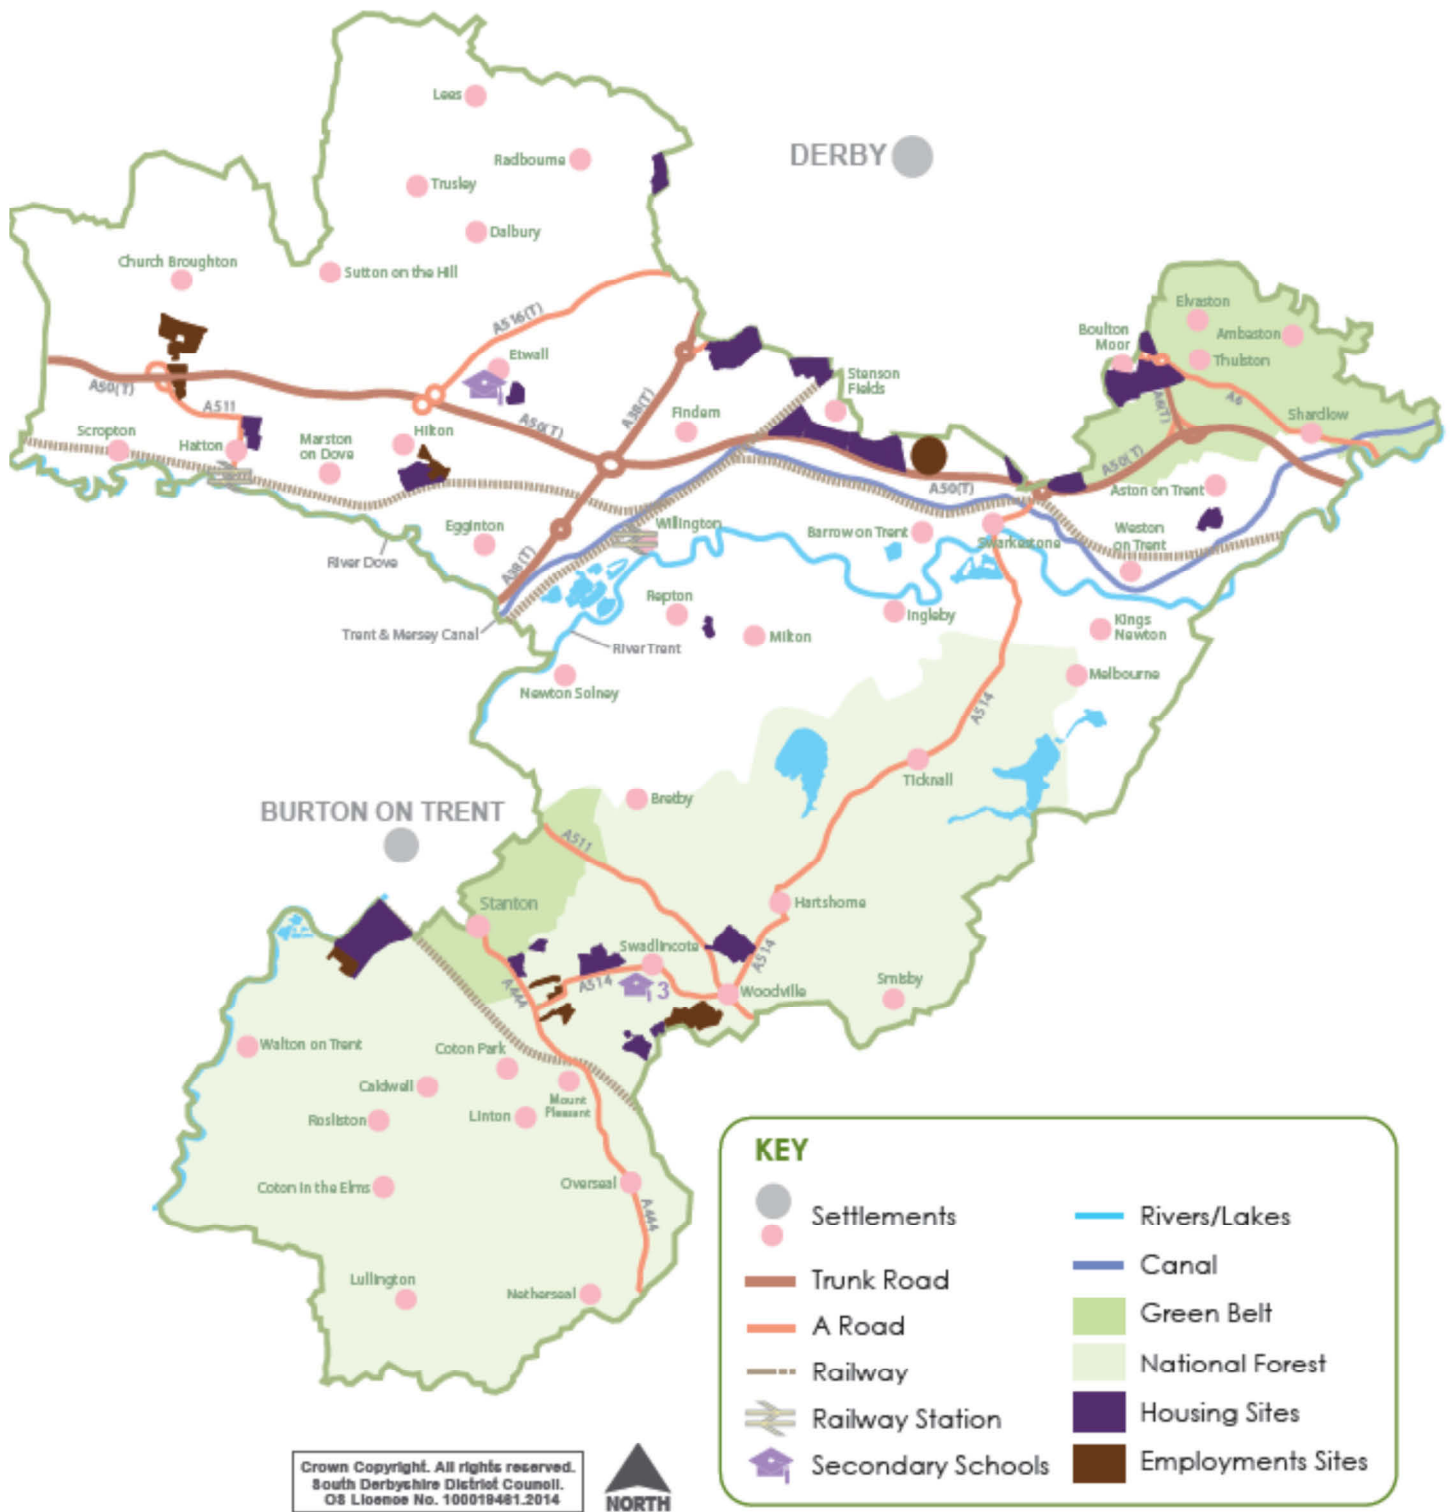 Lees
DERBY
Radbourne
Trusley
Dalbury
Church Broughton
Sutton on the Hill
Elvaston
A516(T)
Ambaston
Boulton
Moor
Etwall
Thulston
Stenson
Fields
A50(T)
A38(T)
A6(T)
A6
A511
A50(T)
Findern
Shardlow
Scropton
Hatton
Marston
on Dove
Hilton
A50(T)
A50(T)
Aston on Trent
Egginton
Willington
Barrow on Trent
Swarkestone
Weston
on Trent
River Dove
A38(T)
Repton
Ingleby
Trent & Mersey Canal
River Trent
Milton
Kings
Newton
Newton Solney
Melbourne
A514
Ticknall
BURTON ON TRENT
Bretby
A511
Stanton
Hartshorne
Swadlincote
A514
A444
A514
3
Woodville
Smisby
Walton on Trent
Coton Park
Caldwell
Mount
Pleasant
Rosliston
Linton
Coton in the Elms
Overseal
A444
Lullington
Netherseal
KEY
Settlements
Trunk Road
A Road
Railway
Railway Station
Secondary Schools
Rivers/Lakes
Canal
Green Belt
National Forest
Housing Sites
Employments Sites
Crown Copyright. All rights reserved.
South Derbyshire District Council.
OS Licence No. 100019461.2014
NORTH